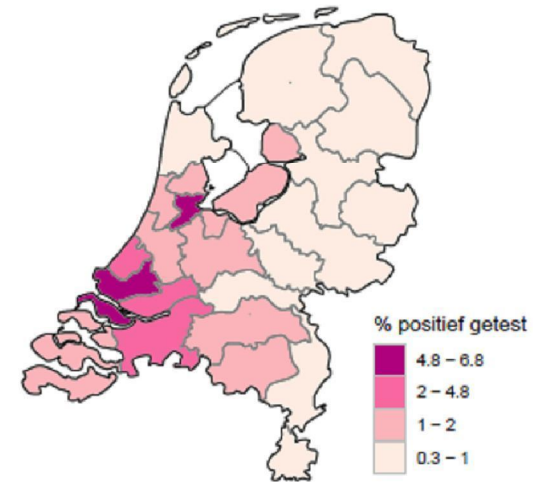 % positief getest
4.8 – 6.8
2 – 4.8
1 – 2
0.3 – 1